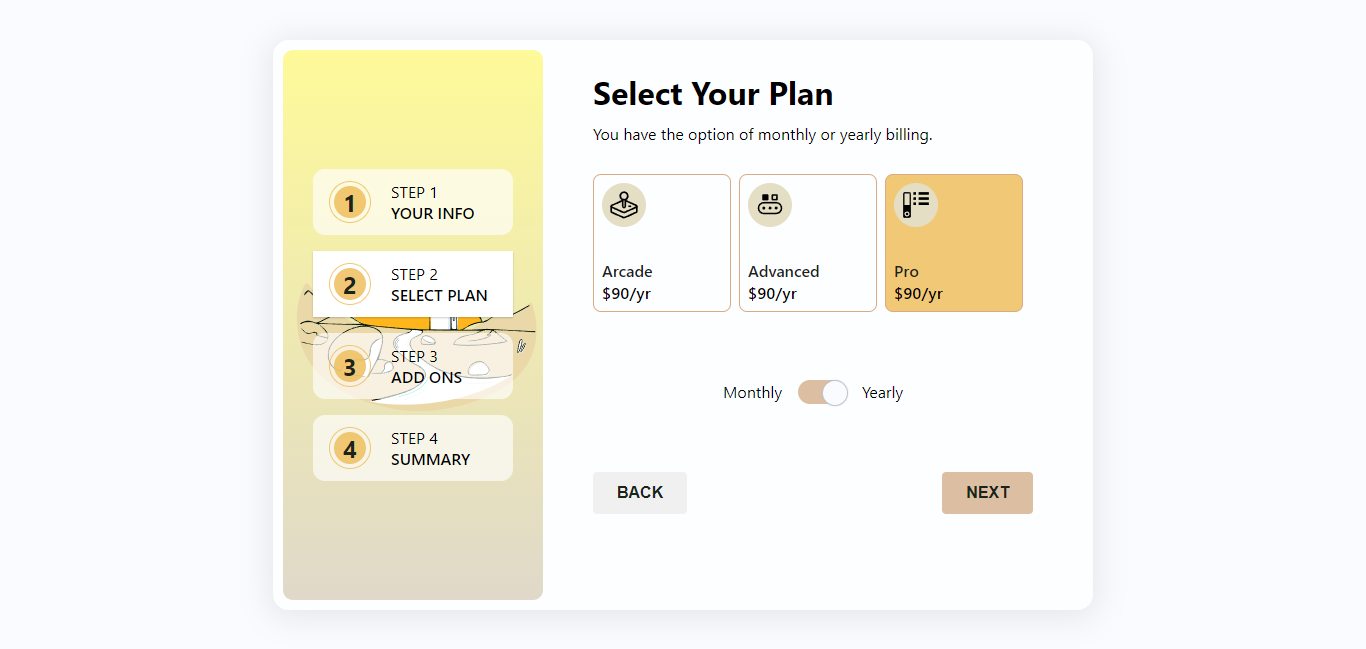 1
STEP 1
YOUR INFO
2
STEP 2
SELECT PLAN
3
STEP 3
ADD ONS
4
STEP 4
SUMMARY
Select Your Plan
You have the option of monthly or yearly billing.
Arcade
$90/yr
Advanced
$90/yr
Pro
$90/yr
Monthly
Yearly
BACK
NEXT